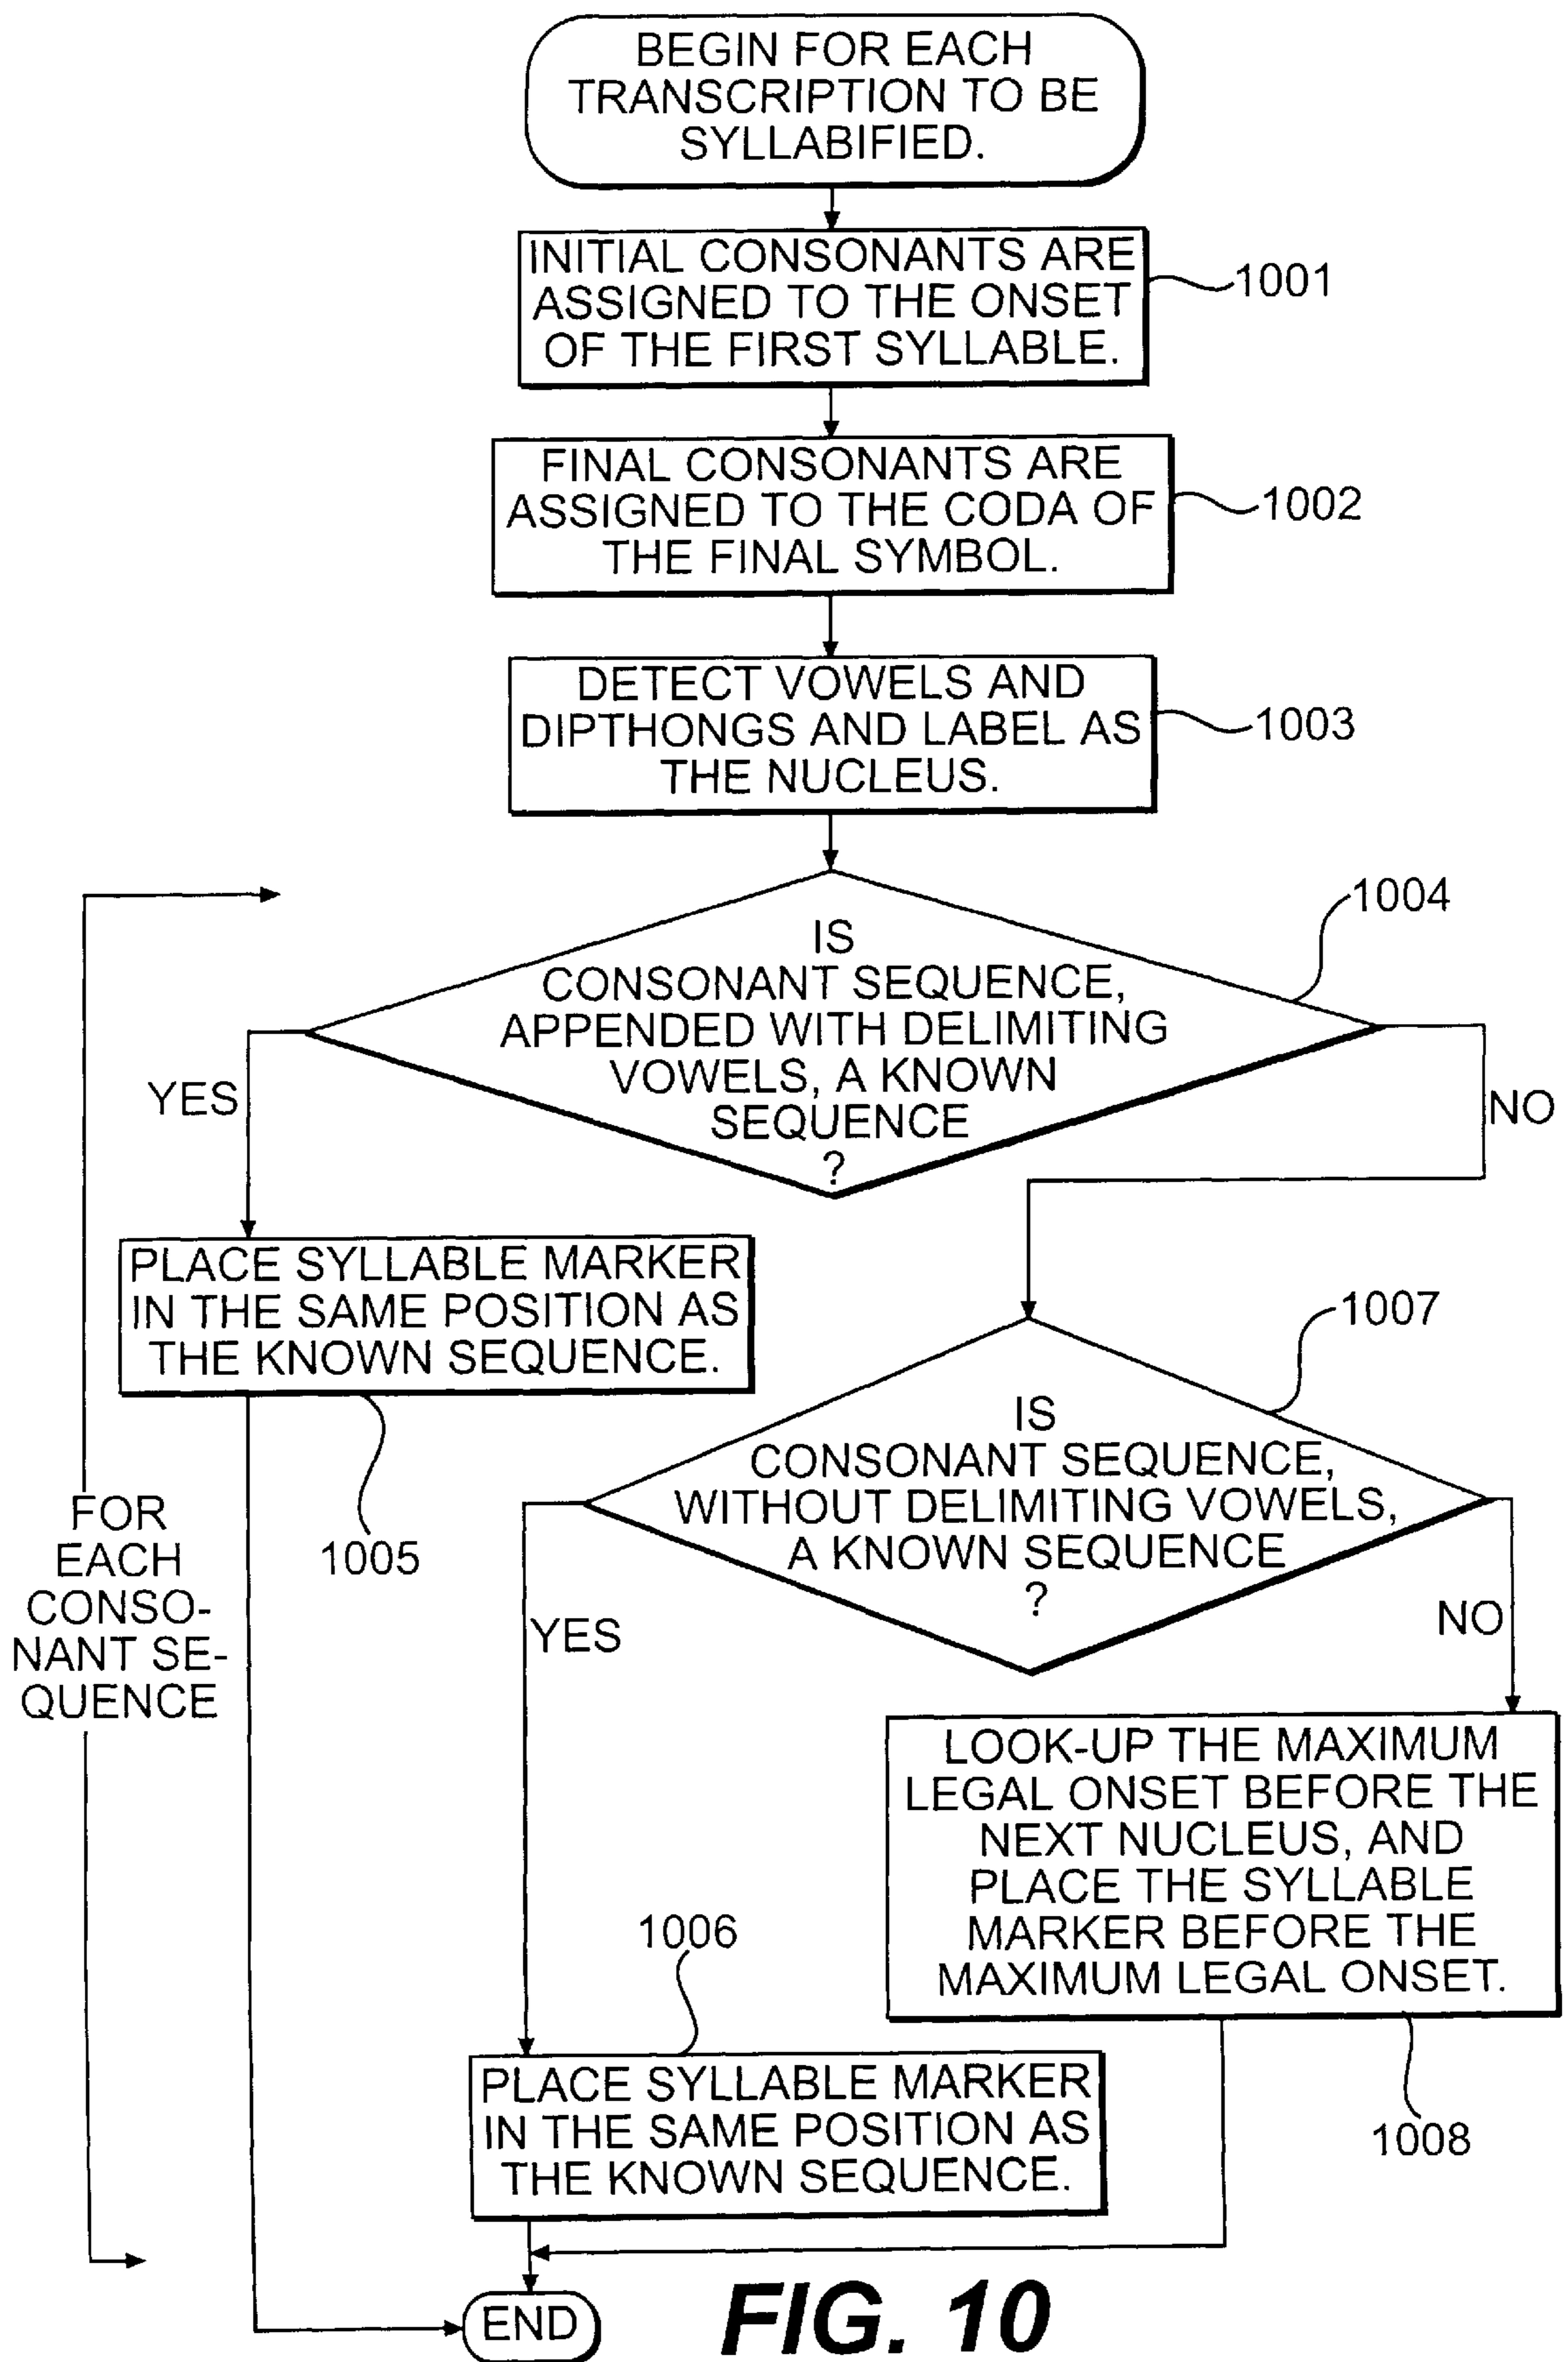 BEGIN FOR EACH
TRANSCRIPTION TO BE
SYLLABIFIED.
INITIAL CONSONANTS ARE
ASSIGNED TO THE ONSET
OF THE FIRST SYLLABLE.
1001
FINAL CONSONANTS ARE
ASSIGNED TO THE CODA OF
THE FINAL SYMBOL.
1002
DETECT VOWELS AND
DIPTHONGS AND LABEL AS
THE NUCLEUS.
1003
1004
IS
CONSONANT SEQUENCE,
APPENDED WITH DELIMITING
VOWELS, A KNOWN
SEQUENCE
?
YES
NO
PLACE SYLLABLE MARKER
IN THE SAME POSITION AS
THE KNOWN SEQUENCE.
1005
1007
IS
CONSONANT SEQUENCE,
WITHOUT DELIMITING VOWELS,
A KNOWN SEQUENCE
?
FOR
EACH
CONSO-
NANT SE-
QUENCE
YES
NO
LOOK-UP THE MAXIMUM
LEGAL ONSET BEFORE THE
NEXT NUCLEUS, AND
PLACE THE SYLLABLE
MARKER BEFORE THE
MAXIMUM LEGAL ONSET.
1008
1006
PLACE SYLLABLE MARKER
IN THE SAME POSITION AS
THE KNOWN SEQUENCE.
END
FIG. 10